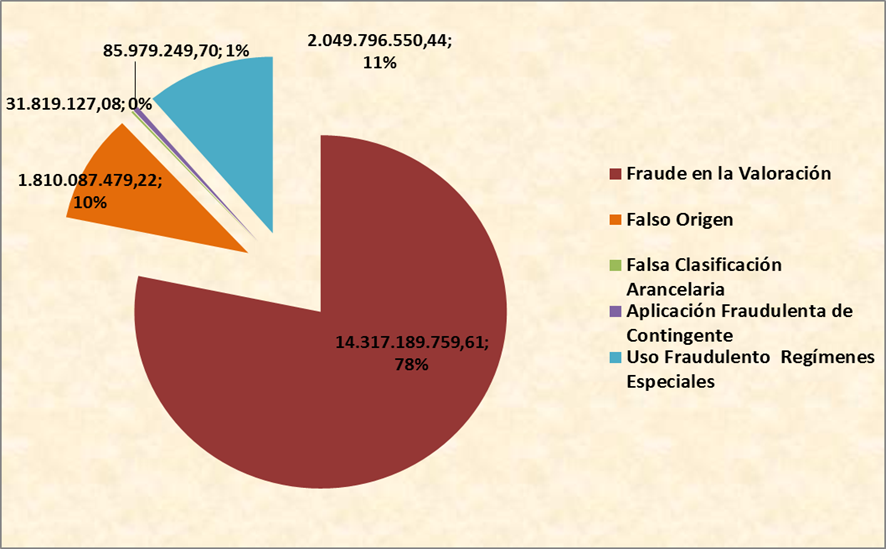 2.049.796.550,44;
11%
85.979.249,70; 1%
31.819.127,08; 0%
1.810.087.479,22;
10%
14.317.189.759,61;
78%
Fraude en la Valoración
Falso Origen
Falsa Clasificación
Arancelaria
Aplicación Fraudulenta de
Contingente
Uso Fraudulento Regímenes
Especiales